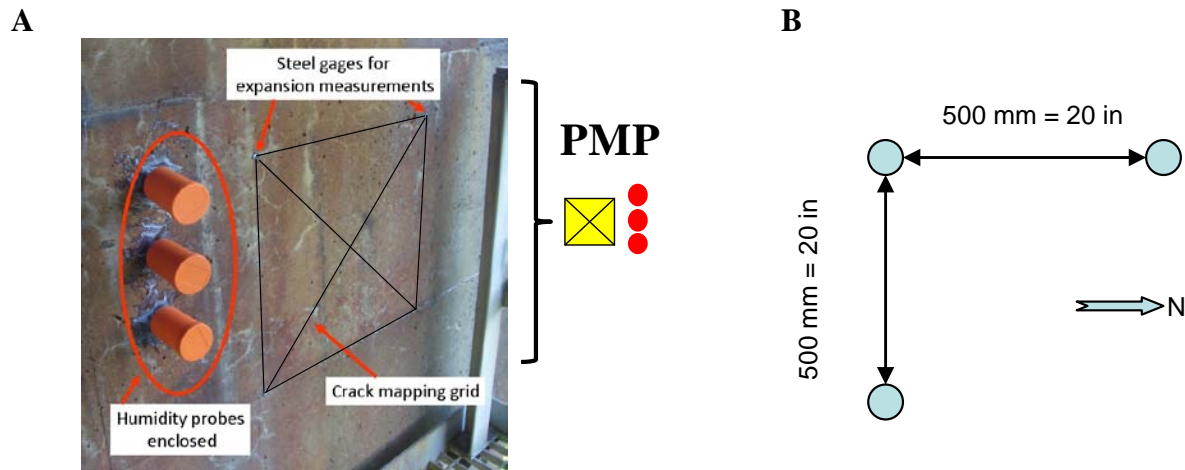 A
B
Steel gages for
expansion measurements
PMP
500 mm = 20 in
500 mm = 20 in
N
Crack mapping grid
Humidity probes
enclosed